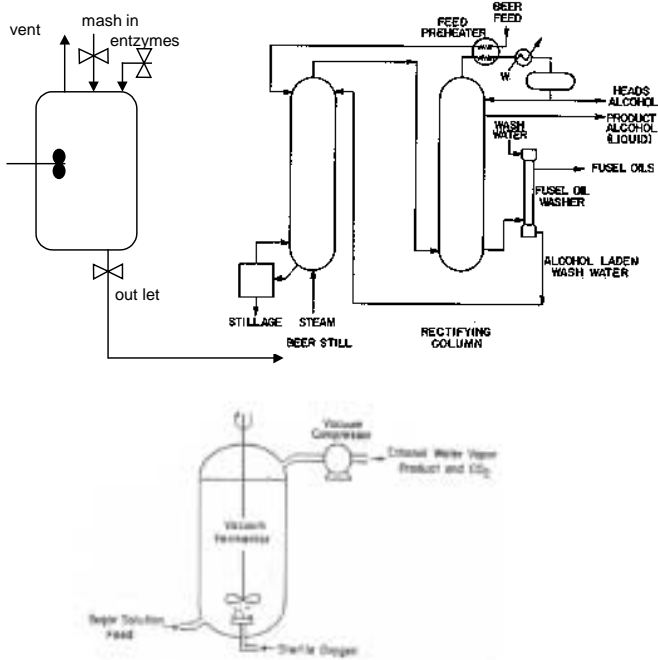 vent
mash in
entzymes
out let
BEER
FEED
FEED
PREHEATER
W.
HEADS
ALCOHOL
PRODUCT
ALCOHOL
(LIQUID)
WASH
WATER
FUSEL OILS
FUSEL OIL
WASHER
ALCOHOL LADEN
WASH WATER
STILLAGE
STEAM
BEER STILL
RECTIFYING
COLUMN
Vacuum
Compressor
Ethanol Water Vapor
Product and CO2
Vacuum
Fermentor
Sugar Solution
Feed
Sterile Oxygen